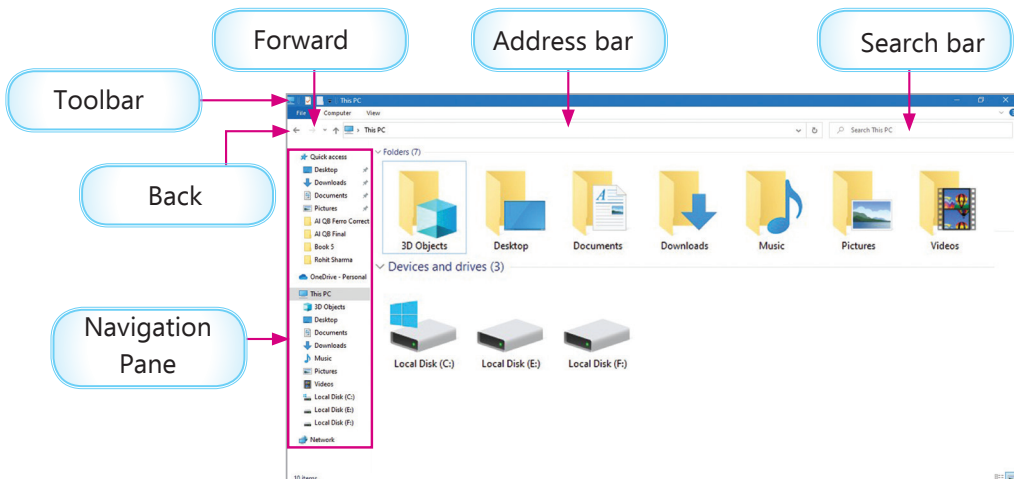 Forward
Address bar
Search bar
Toolbar
This PC
File Computer View
This PC
Search This PC
Back
Quick access
Desktop
Downloads
Documents
Pictures
AI QB Ferro Correct
AI QB Final
Book 5
Rohit Sharma
OneDrive - Personal
This PC
3D Objects
Desktop
Documents
Downloads
Music
Pictures
Videos
Local Disk (C:)
Local Disk (E:)
Local Disk (F:)
Network
Folders (7)
3D Objects Desktop Documents Downloads Music Pictures Videos
Devices and drives (3)
Local Disk (C:) Local Disk (E:) Local Disk (F:)
Navigation
Pane
10 items